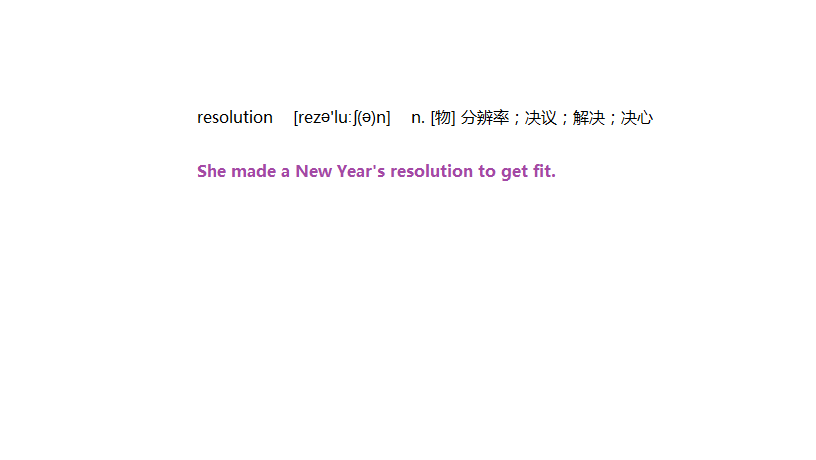 resolution [rezə'lu:ʃ(ə)n] n. [物] 分辨率；决议；解决；决心
She made a New Year's resolution to get fit.